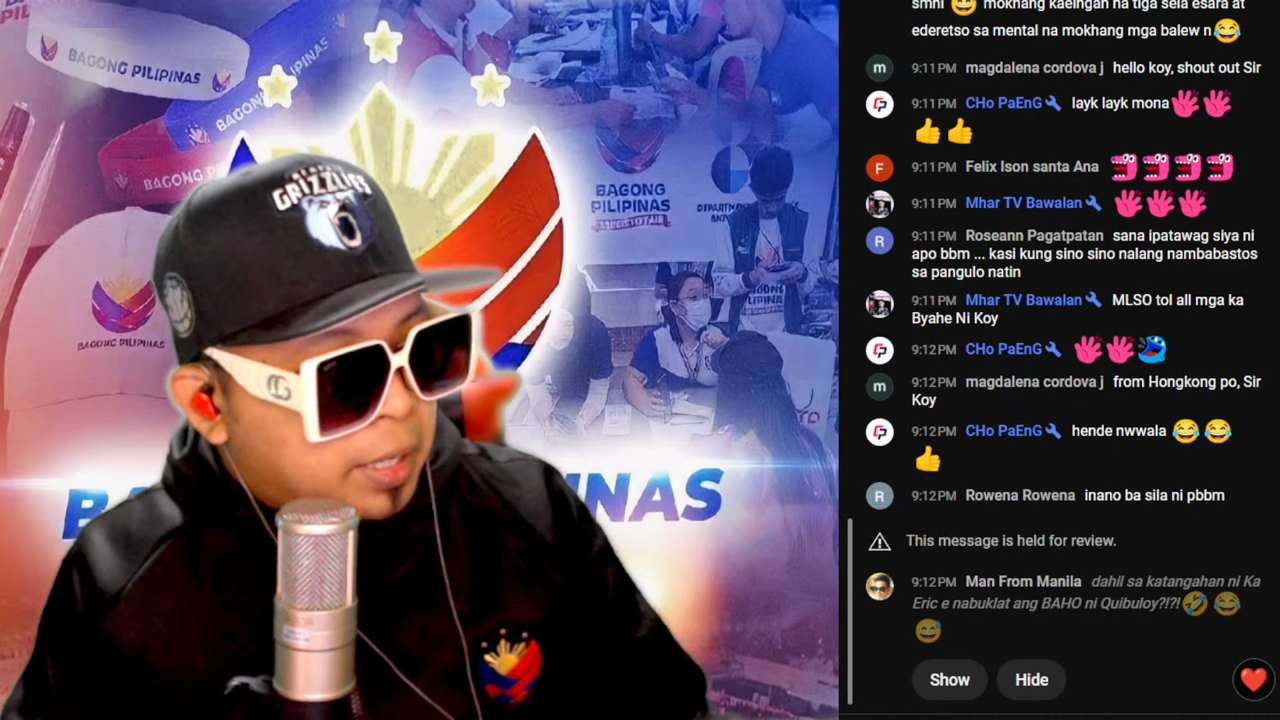 BAGONG PILIPINAS
BAGONG PILIPINAS
BAGONG
GRIZZLIES
BAGONG
PILIPINAS
BAGONG PILIPINAS
INAS
smni 😅 mokhang kaeingan na tiga sela esara at
ederetso sa mental na mokhang mga balew n😂
m 9:11 PM magdalena cordova j hello koy, shout out Sir
9:11 PM CHo PaEnG layk layk mona
👍 👍
F 9:11 PM Felix Ison santa Ana
9:11 PM Mhar TV Bawalan
R 9:11 PM Roseann Pagatpatan sana ipatawag siya ni
apo bbm ... kasi kung sino sino nalang nambabastos
sa pangulo natin
9:11 PM Mhar TV Bawalan MLSO tol all mga ka
Byahe Ni Koy
9:12 PM CHo PaEnG
m 9:12 PM magdalena cordova j from Hongkong po, Sir
Koy
9:12 PM CHo PaEnG hende nwwala 😂 😂
👍
R 9:12 PM Rowena Rowena inano ba sila ni pbbm
This message is held for review.
9:12 PM Man From Manila dahil sa katangahan ni Ka
Eric e nabuklat ang BAHO ni Quibuloy?!?!🤣 😂
😅
Show Hide